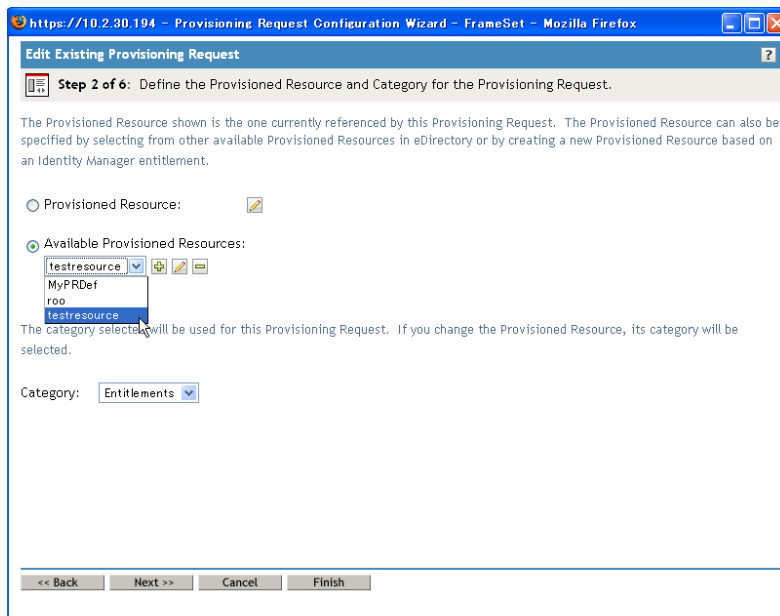 https://10.2.30.194 - Provisioning Request Configuration Wizard - FrameSet - Mozilla Firefox
Edit Existing Provisioning Request
?
Step 2 of 6: Define the Provisioned Resource and Category for the Provisioning Request.
The Provisioned Resource shown is the one currently referenced by this Provisioning Request. The Provisioned Resource can also be
specified by selecting from other available Provisioned Resources in eDirectory or by creating a new Provisioned Resource based on
an Identity Manager entitlement.
Provisioned Resource:
Available Provisioned Resources:
testresource
MyPRDef
roo
testresource
The category selected will be used for this Provisioning Request. If you change the Provisioned Resource, its category will be
selected.
Category: Entitlements
<< Back Next >> Cancel Finish